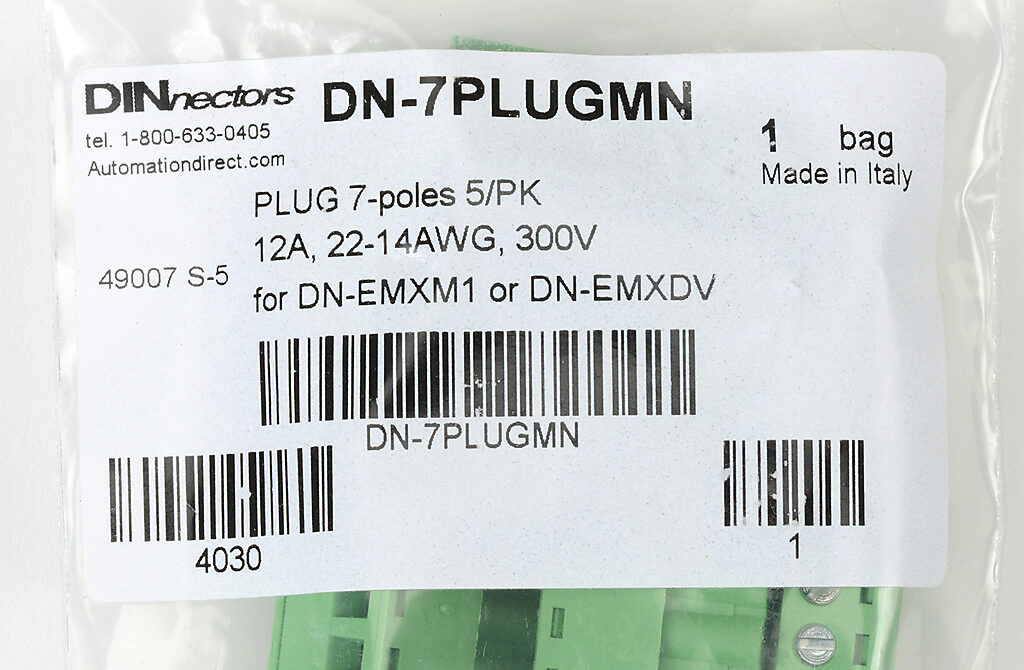 DINnectors DN-7PLUGMN
tel. 1-800-633-0405
Automationdirect.com
1 bag
Made in Italy
PLUG 7-poles 5/PK
12A, 22-14AWG, 300V
49007 S-5
for DN-EMXM1 or DN-EMXDV
DN-7PLUGMN
4030
1